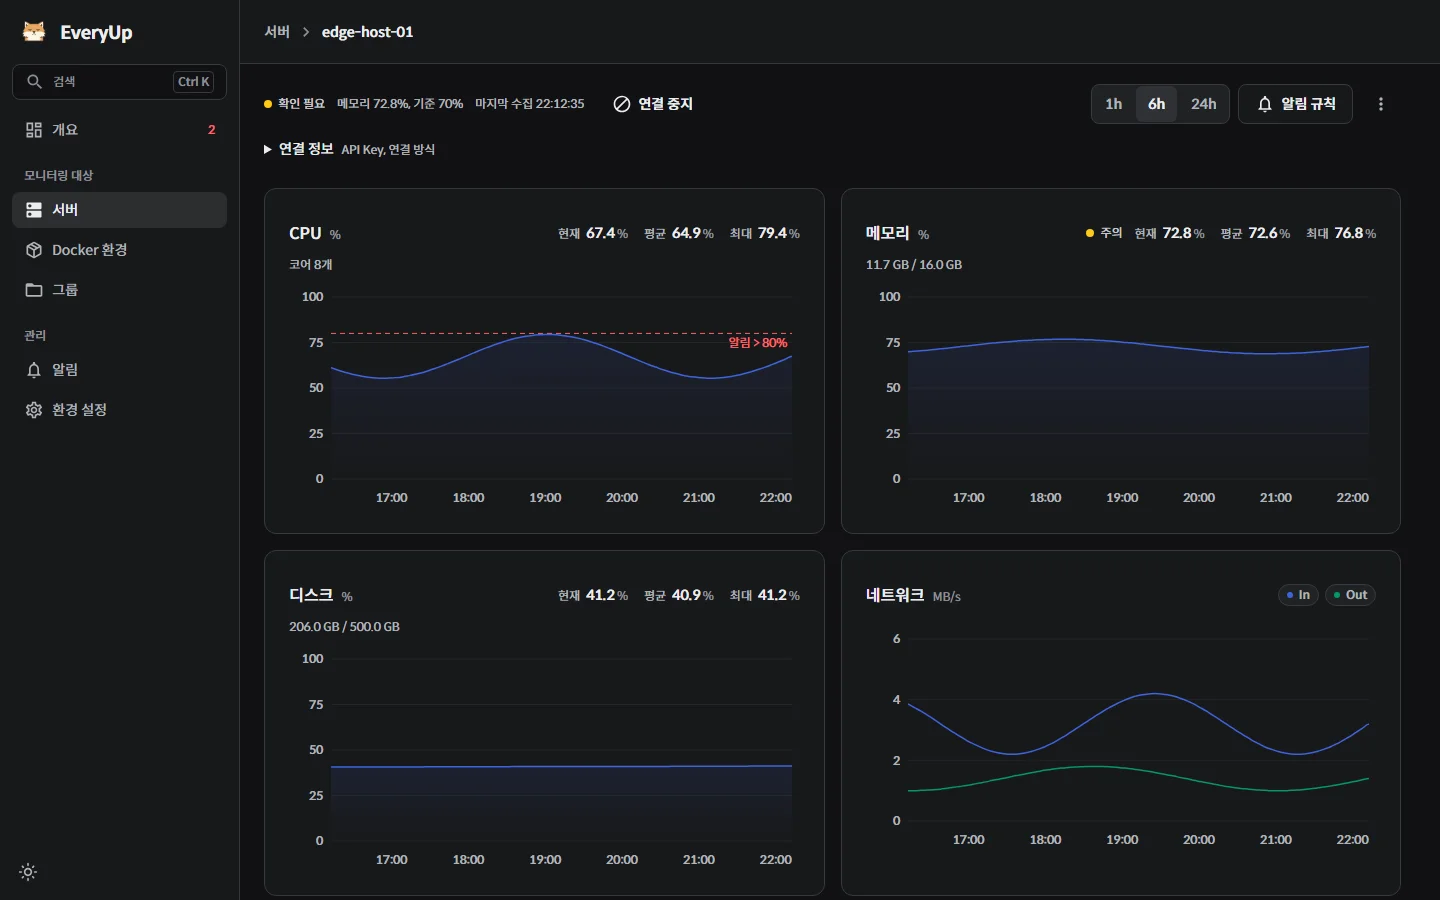 EveryUp
검색 Ctrl K
개요 2
모니터링 대상
서버
Docker 환경
그룹
관리
알림
환경 설정
서버 > edge-host-01
확인 필요 메모리 72.8%, 기준 70% 마지막 수집 22:12:35 연결 중지
1h 6h 24h 알림 규칙
연결 정보 API Key, 연결 방식
CPU % 현재 67.4% 평균 64.9% 최대 79.4%
코어 8개
100
75
50
25
0
알림 > 80%
17:00 18:00 19:00 20:00 21:00 22:00
메모리 % 주의 현재 72.8% 평균 72.6% 최대 76.8%
11.7 GB / 16.0 GB
100
75
50
25
0
17:00 18:00 19:00 20:00 21:00 22:00
디스크 % 현재 41.2% 평균 40.9% 최대 41.2%
206.0 GB / 500.0 GB
100
75
50
25
0
17:00 18:00 19:00 20:00 21:00 22:00
네트워크 MB/s In Out
6
4
2
0
17:00 18:00 19:00 20:00 21:00 22:00